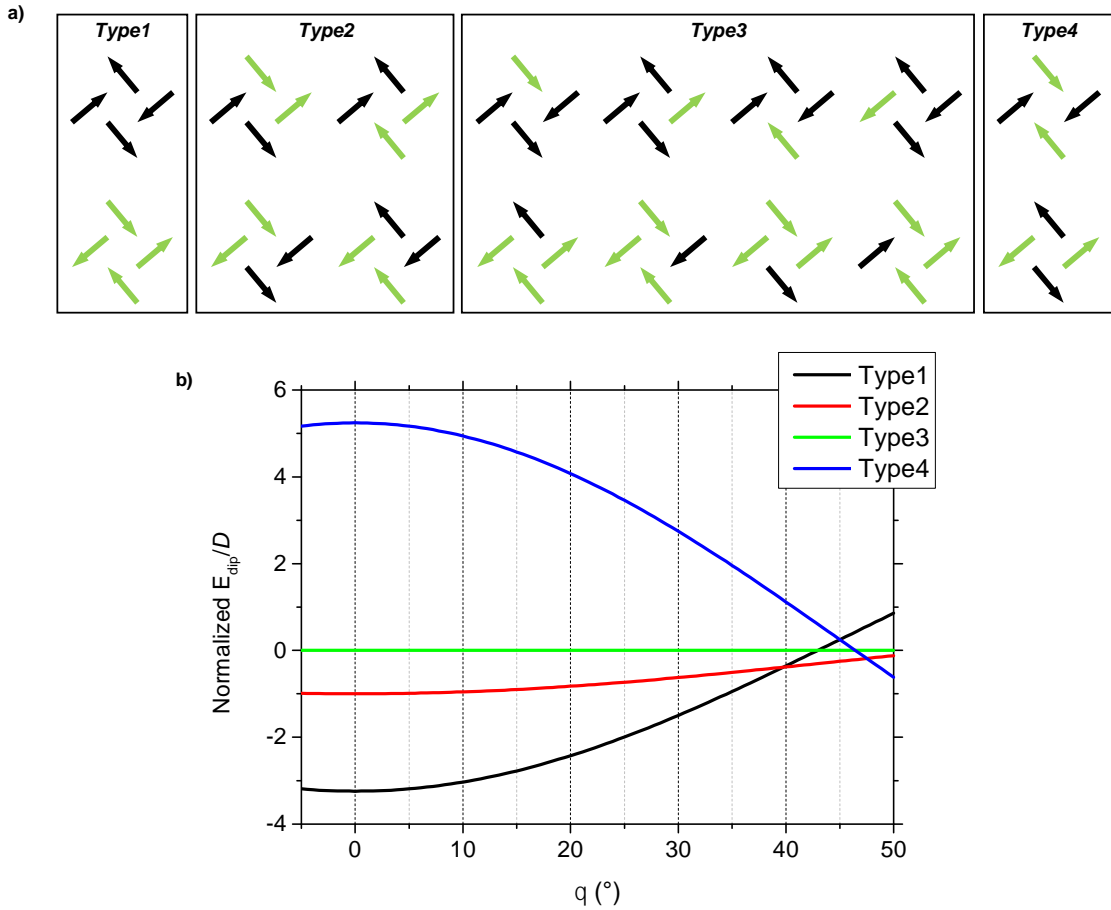 a)
Type1 Type2 Type3 Type4
b)
Type1
Type2
Type3
Type4
6
4
2
0
-2
-4
Normalized E_dip/D
0 10 20 30 40 50
q (°)